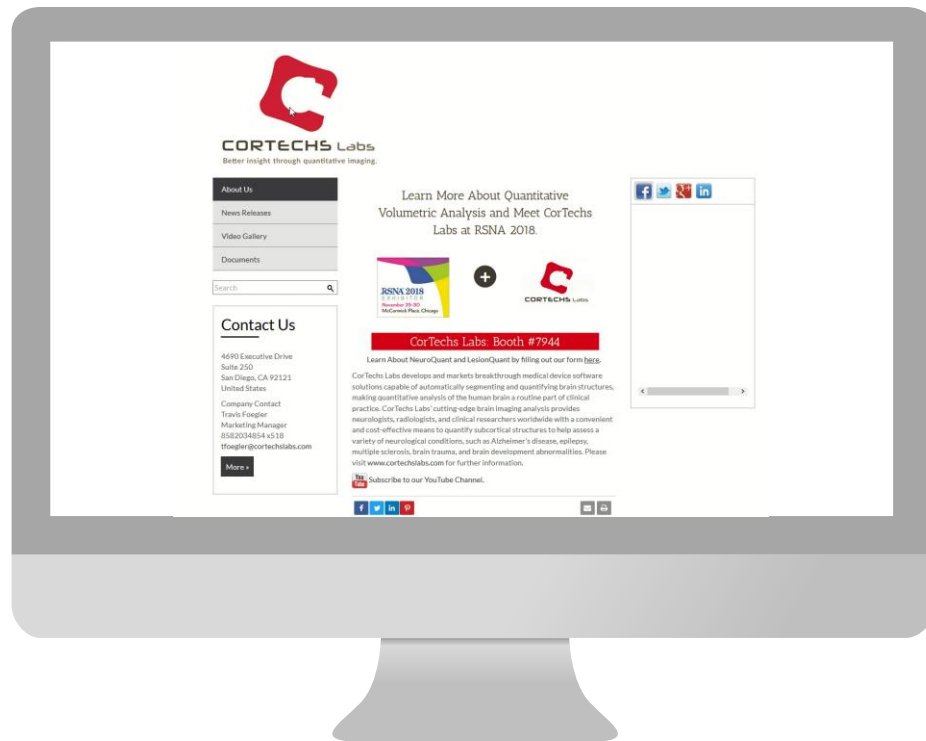 CORTECHS Labs
Better insight through quantitative imaging.
About Us
News Releases
Video Gallery
Documents
Search
Contact Us
4690 Executive Drive
Suite 250
San Diego, CA 92121
United States
Company Contact
Travis Foegler
Marketing Manager
8582034854 x518
tfoegler@cortechslabs.com
More »
Learn More About Quantitative
Volumetric Analysis and Meet CorTechs
Labs at RSNA 2018.
RSNA 2018
EXHIBITOR
November 25-30
McCormick Place, Chicago
CORTECHS Labs
CorTechs Labs: Booth #7944
Learn About NeuroQuant and LesionQuant by filling out our form here.
CorTechs Labs develops and markets breakthrough medical device software
solutions capable of automatically segmenting and quantifying brain structures,
making quantitative analysis of the human brain a routine part of clinical
practice. CorTechs Labs' cutting-edge brain imaging analysis provides
neurologists, radiologists, and clinical researchers worldwide with a convenient
and cost-effective means to quantify subcortical structures to help assess a
variety of neurological conditions, such as Alzheimer's disease, epilepsy,
multiple sclerosis, brain trauma, and brain development abnormalities. Please
visit www.cortechslabs.com for further information.
You Tube Subscribe to our YouTube Channel.